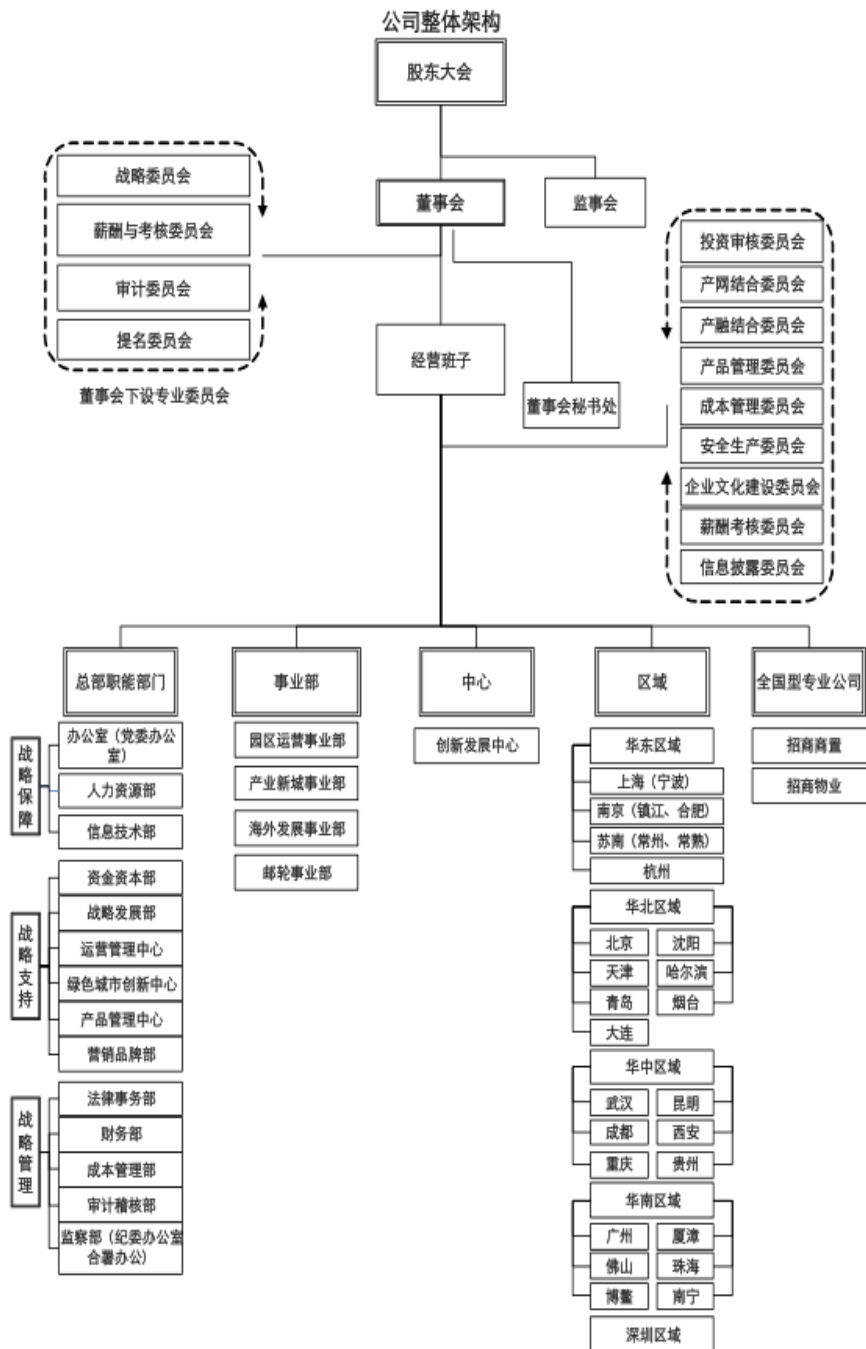 公司整体架构
股东大会
董事会
监事会
战略委员会
薪酬与考核委员会
审计委员会
提名委员会
董事会下设专业委员会
经营班子
董事会秘书处
投资审核委员会
产网结合委员会
产融结合委员会
产品管理委员会
成本管理委员会
安全生产委员会
企业文化建设委员会
薪酬考核委员会
信息披露委员会
总部职能部门
战略保障
办公室（党委办公
室）
人力资源部
信息技术部
战略支持
资金资本部
战略发展部
运营管理中心
绿色城市创新中心
产品管理中心
营销品牌部
战略管理
法律事务部
财务部
成本管理部
审计稽核部
监察部（纪委办公室
合署办公）
事业部
园区运营事业部
产业新城事业部
海外发展事业部
邮轮事业部
中心
创新发展中心
区域
华东区域
上海（宁波）
南京（镇江、合肥）
苏南（常州、常熟）
杭州
华北区域
北京
沈阳
天津
哈尔滨
青岛
烟台
大连
华中区域
武汉
昆明
成都
西安
重庆
贵州
华南区域
广州
厦漳
佛山
珠海
博鳌
南宁
深圳区域
全国型专业公司
招商商置
招商物业